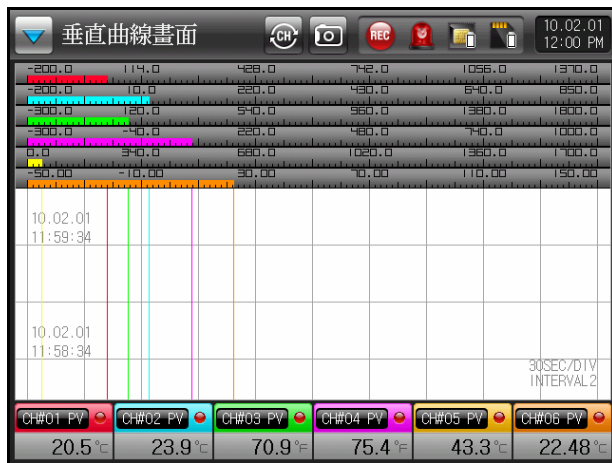 垂直曲線畫面 CH REC 10.02.01
12:00 PM
-200.0 114.0 428.0 742.0 1056.0 1370.0
-200.0 10.0 220.0 430.0 640.0 850.0
-300.0 120.0 540.0 960.0 1380.0 1800.0
-300.0 -40.0 220.0 480.0 740.0 1000.0
0.0 340.0 680.0 1020.0 1360.0 1700.0
-50.00 -10.00 30.00 70.00 110.00 150.00
10.02.01
11:59:34
10.02.01
11:58:34
30SEC/DIV
INTERVAL2
CH#01 PV CH#02 PV CH#03 PV CH#04 PV CH#05 PV CH#06 PV
20.5℃ 23.9℃ 70.9℉ 75.4℉ 43.3℃ 22.48℃